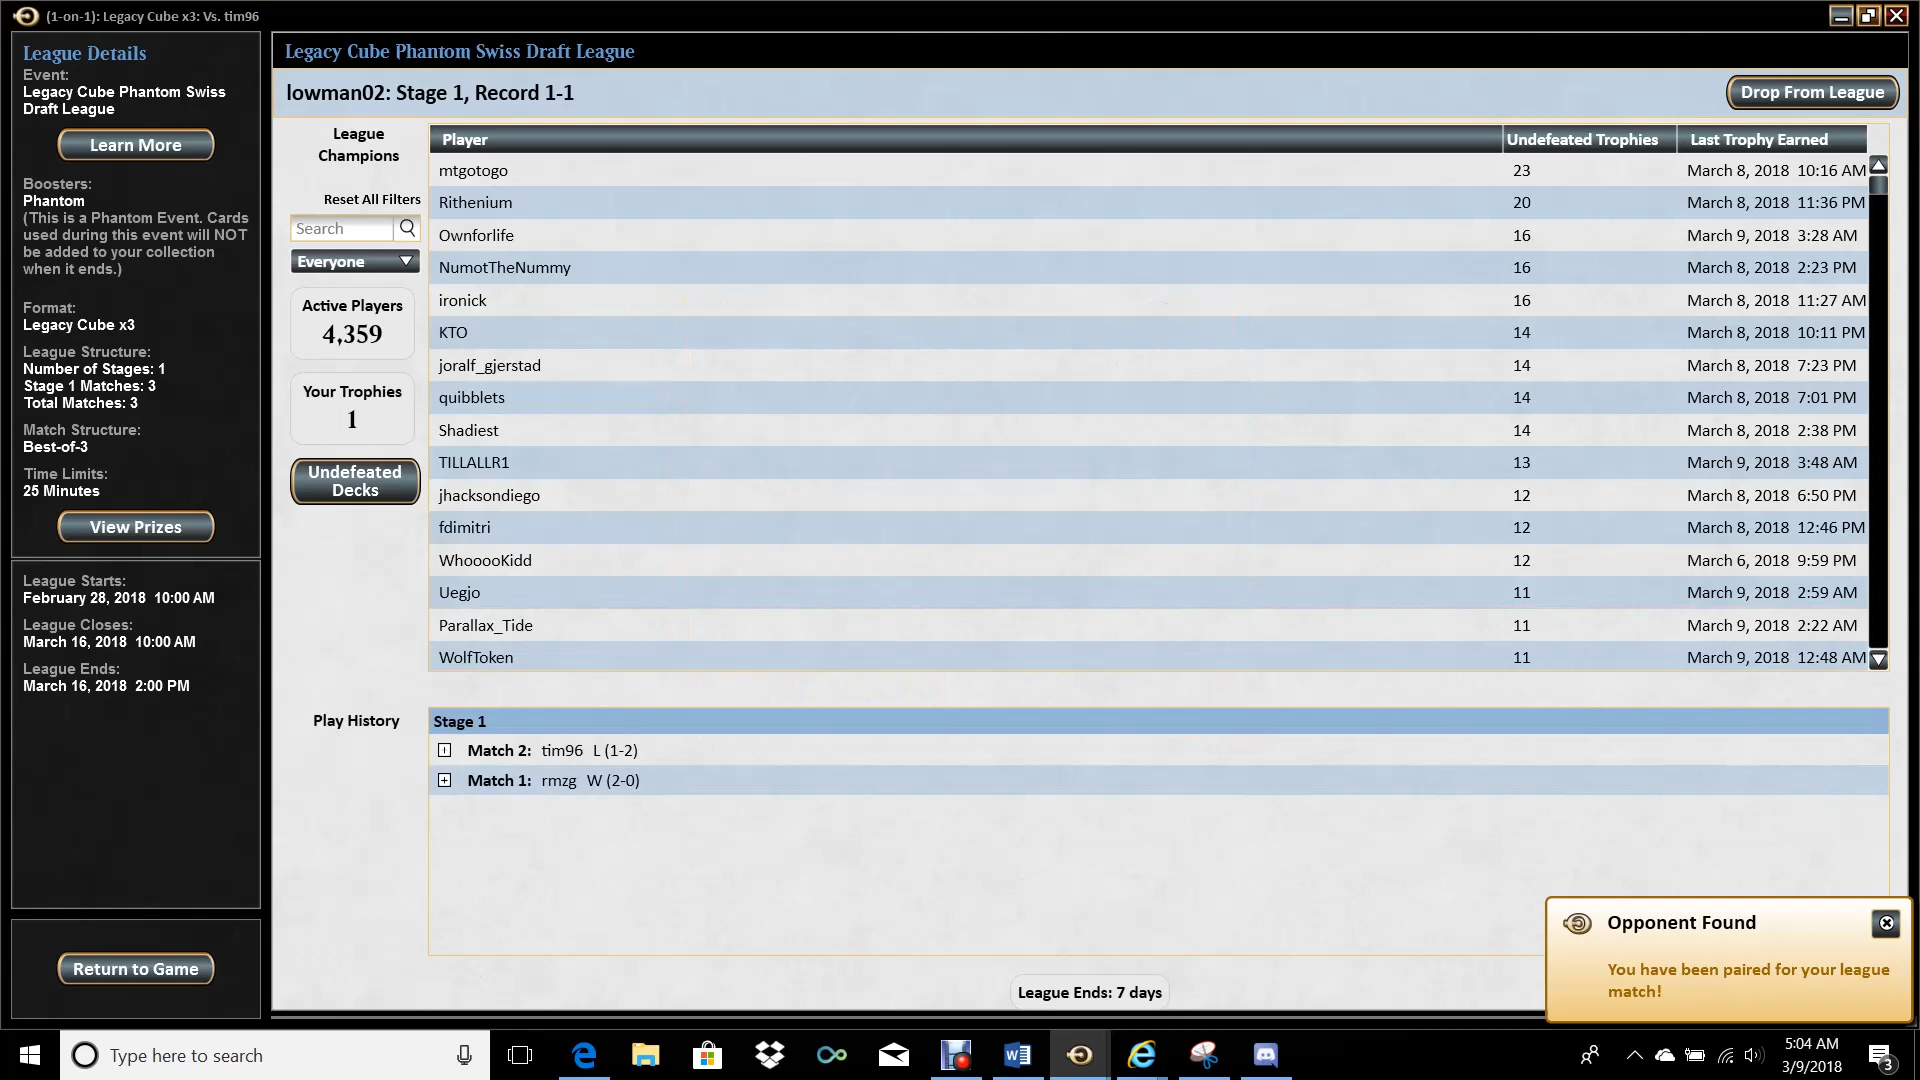 (1-on-1): Legacy Cube x3: Vs. tim96
League Details
Event:
Legacy Cube Phantom Swiss
Draft League
Learn More
Boosters:
Phantom
(This is a Phantom Event. Cards
used during this event will NOT
be added to your collection
when it ends.)
Format:
Legacy Cube x3
League Structure:
Number of Stages: 1
Stage 1 Matches: 3
Total Matches: 3
Match Structure:
Best-of-3
Time Limits:
25 Minutes
View Prizes
League Starts:
February 28, 2018 10:00 AM
League Closes:
March 16, 2018 10:00 AM
League Ends:
March 16, 2018 2:00 PM
Return to Game
Legacy Cube Phantom Swiss Draft League
lowman02: Stage 1, Record 1-1
Drop From League
League
Champions
Reset All Filters
Search
Everyone
Active Players
4,359
Your Trophies
1
Undefeated
Decks
Player Undefeated Trophies Last Trophy Earned
mtgotogo 23 March 8, 2018 10:16 AM
Rithenium 20 March 8, 2018 11:36 PM
Ownforlife 16 March 9, 2018 3:28 AM
NumotTheNummy 16 March 8, 2018 2:23 PM
ironick 16 March 8, 2018 11:27 AM
KTO 14 March 8, 2018 10:11 PM
joralf_gjerstad 14 March 8, 2018 7:23 PM
quibblets 14 March 8, 2018 7:01 PM
Shadiest 14 March 8, 2018 2:38 PM
TILLALLR1 13 March 9, 2018 3:48 AM
jhacksondiego 12 March 8, 2018 6:50 PM
fdimitri 12 March 8, 2018 12:46 PM
WhooooKidd 12 March 6, 2018 9:59 PM
Uegjo 11 March 9, 2018 2:59 AM
Parallax_Tide 11 March 9, 2018 2:22 AM
WolfToken 11 March 9, 2018 12:48 AM
Play History
Stage 1
Match 2: tim96 L (1-2)
Match 1: rmzg W (2-0)
League Ends: 7 days
Opponent Found
You have been paired for your league
match!
Type here to search
5:04 AM
3/9/2018
3